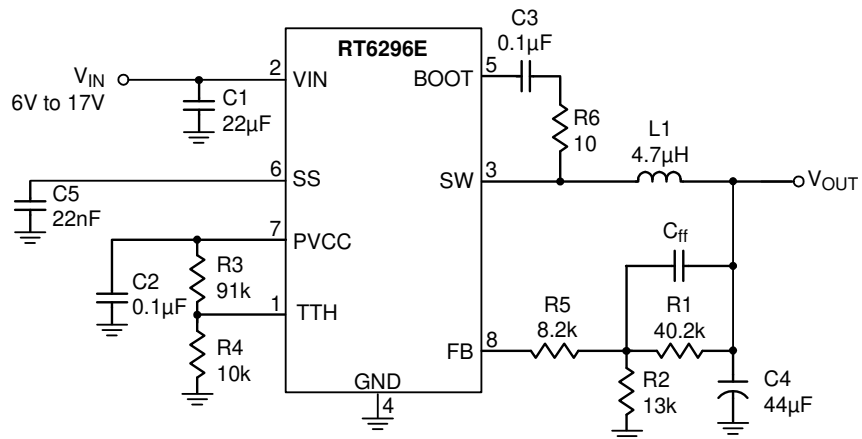 RT6296E
V_IN
6V to 17V
2
VIN
C1
22µF
BOOT
5
C3
0.1µF
R6
10
L1
4.7µH
6
SS
SW
3
V_OUT
C5
22nF
7
PVCC
C2
0.1µF
R3
91k
1
TTH
R4
10k
C_ff
R5
8.2k
R1
40.2k
FB
8
R2
13k
C4
44µF
GND
4